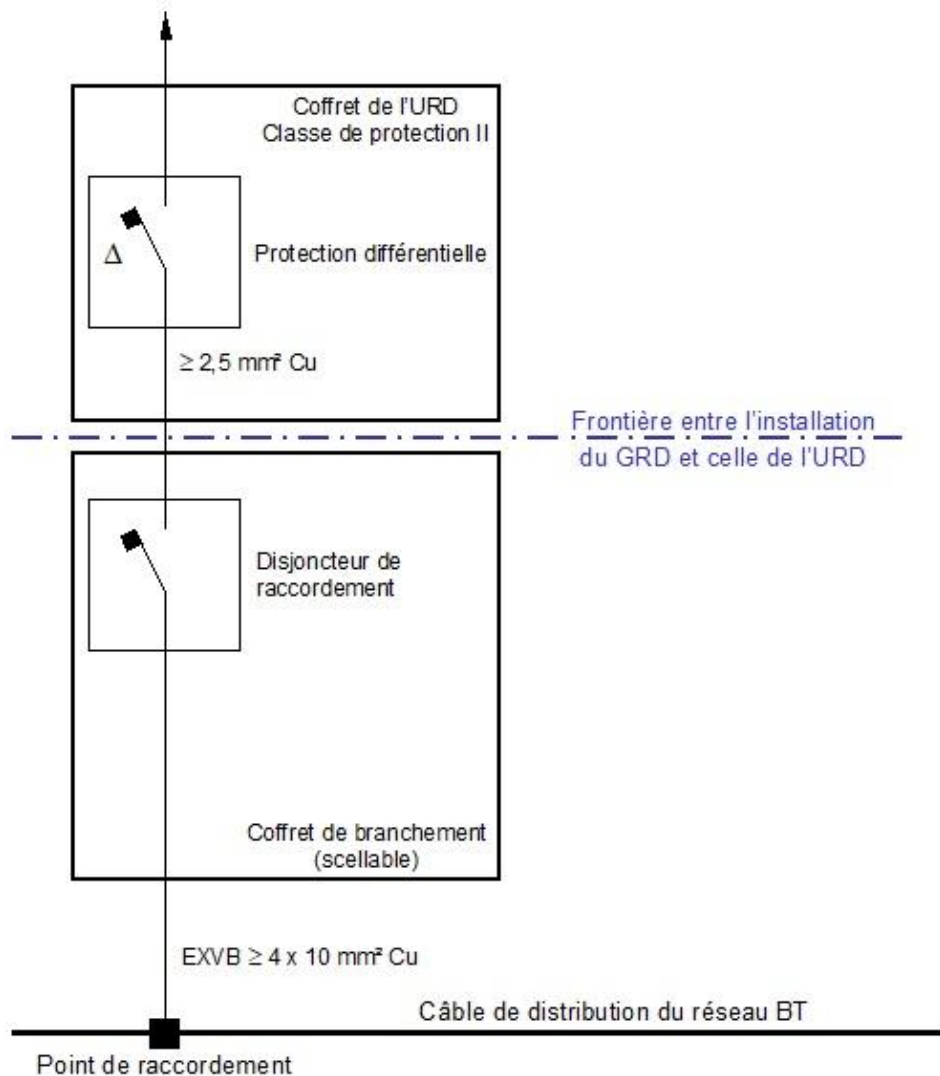 Coffret de l'URD
Classe de protection II
Δ
Protection différentielle
≥ 2,5 mm² Cu
Frontière entre l'installation
du GRD et celle de l'URD
Disjoncteur de
raccordement
Coffret de branchement
(scellable)
EXVB ≥ 4 x 10 mm² Cu
Câble de distribution du réseau BT
Point de raccordement